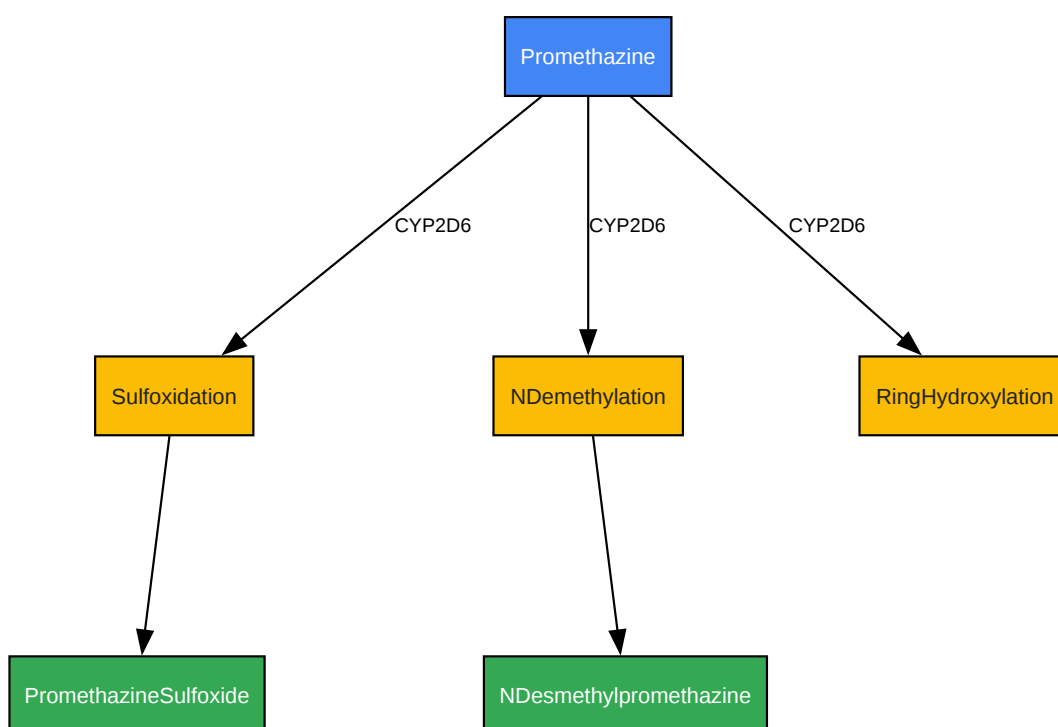 Promethazine
CYP2D6
CYP2D6
CYP2D6
Sulfoxidation
NDemethylation
RingHydroxylation
PromethazineSulfoxide
NDesmethylpromethazine